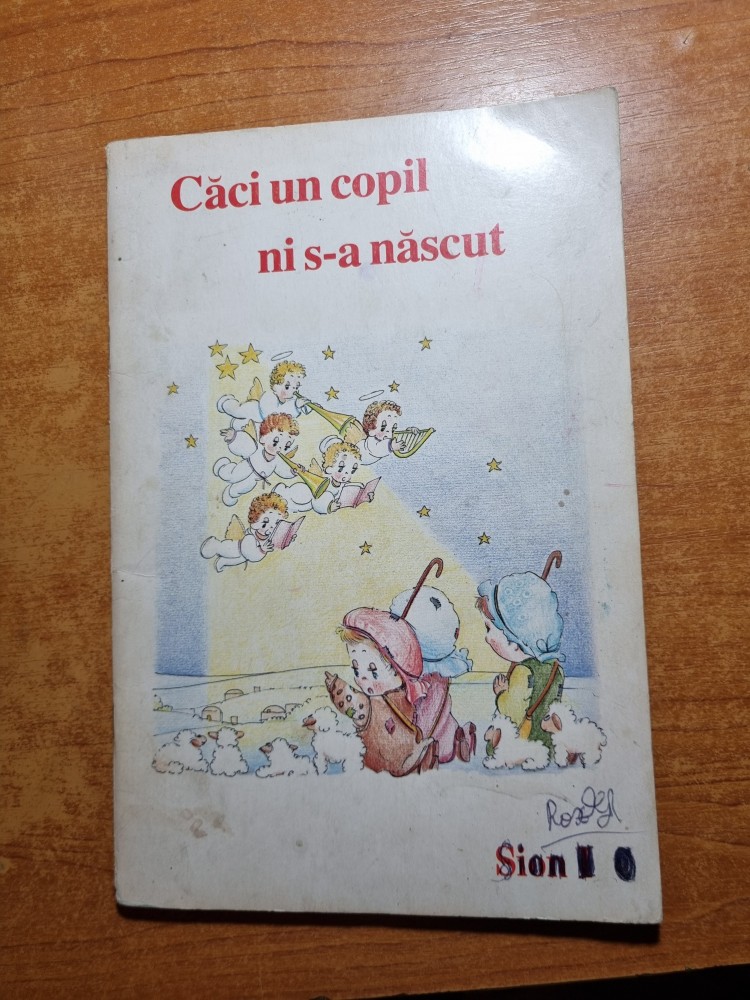 Căci un copil
ni s-a născut
Sion